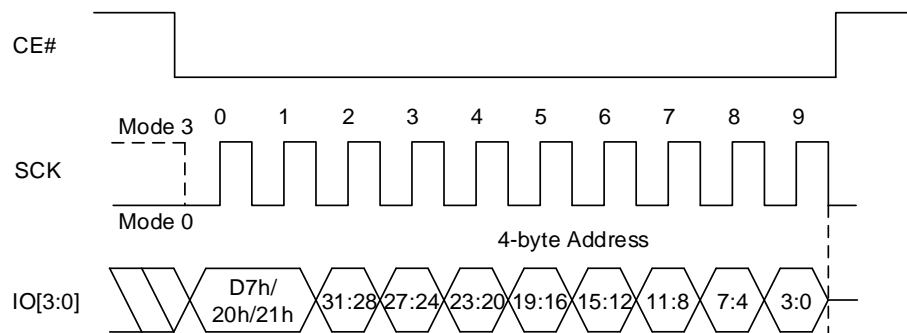 CE#
0 1 2 3 4 5 6 7 8 9
Mode 3
SCK
Mode 0
4-byte Address
D7h/
IO[3:0] 31:28 27:24 23:20 19:16 15:12 11:8 7:4 3:0
20h/21h